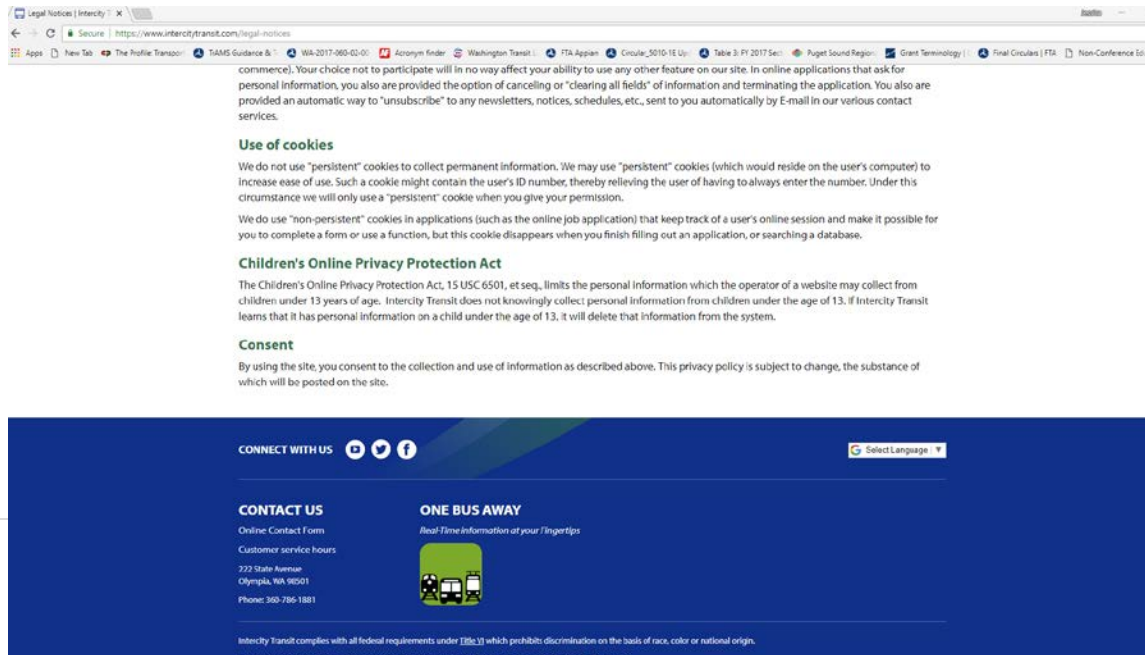 Legal Notices | Intercity T
Secure | https://www.intercitytransit.com/legal-notices
Apps New Tab The Profile: Transpor TrAMS Guidance & T WA-2017-060-02-00 Acronym finder Washington Transit FTA Appian Circular_5010-1E Up Table 3: FY 2017 Sect Puget Sound Region Grant Terminology | Final Circulars | FTA Non-Conference Ed
commerce). Your choice not to participate will in no way affect your ability to use any other feature on our site. In online applications that ask for
personal information, you also are provided the option of canceling or "clearing all fields" of information and terminating the application. You also are
provided an automatic way to "unsubscribe" to any newsletters, notices, schedules, etc., sent to you automatically by E-mail in our various contact
services.
Use of cookies
We do not use "persistent" cookies to collect permanent information. We may use "persistent" cookies (which would reside on the user's computer) to
increase ease of use. Such a cookie might contain the user's ID number, thereby relieving the user of having to always enter the number. Under this
circumstance we will only use a "persistent" cookie when you give your permission.
We do use "non-persistent" cookies in applications (such as the online job application) that keep track of a user's online session and make it possible for
you to complete a form or use a function, but this cookie disappears when you finish filling out an application, or searching a database.
Children's Online Privacy Protection Act
The Children's Online Privacy Protection Act, 15 USC 6501, et seq., limits the personal information which the operator of a website may collect from
children under 13 years of age. Intercity Transit does not knowingly collect personal information from children under the age of 13. If Intercity Transit
learns that it has personal information on a child under the age of 13, it will delete that information from the system.
Consent
By using the site, you consent to the collection and use of information as described above. This privacy policy is subject to change, the substance of
which will be posted on the site.
CONNECT WITH US
Select Language
CONTACT US
Online Contact Form
Customer service hours
222 State Avenue
Olympia, WA 98501
Phone: 360-786-1881
ONE BUS AWAY
Real-Time information at your fingertips
Intercity Transit complies with all federal requirements under Title VI which prohibits discrimination on the basis of race, color or national origin.